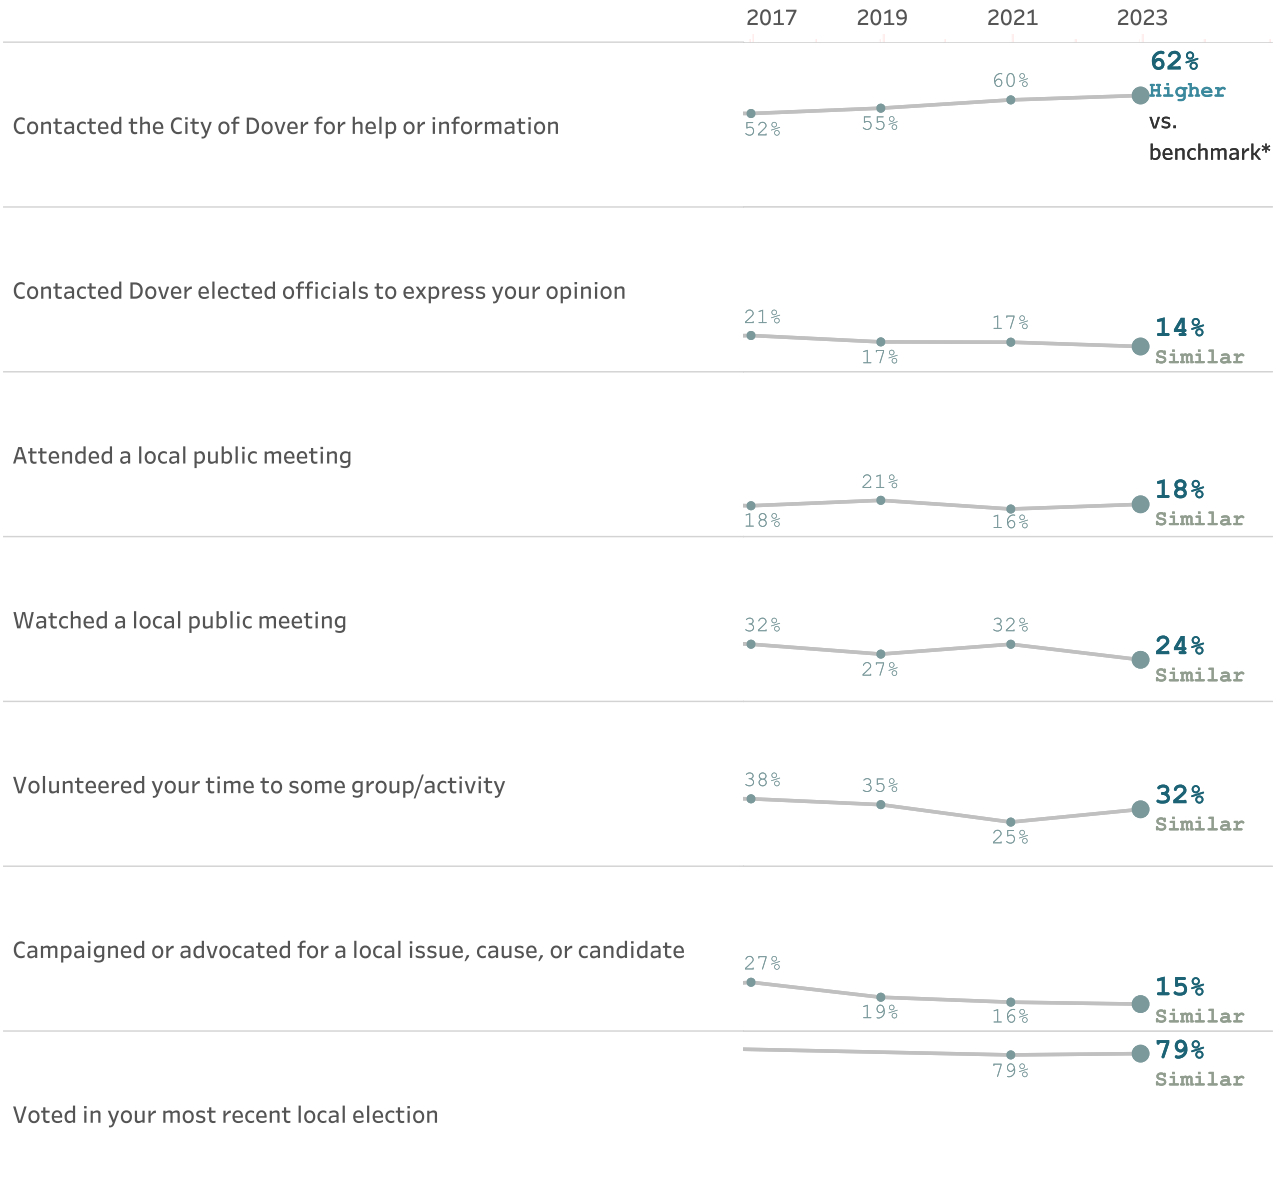 2017 2019 2021 2023
62%
60%
Higher
Contacted the City of Dover for help or information
52% 55%
vs.
benchmark*
Contacted Dover elected officials to express your opinion
21% 17%
14%
17%
Similar
Attended a local public meeting
21%
18%
18% 16%
Similar
Watched a local public meeting
32% 32%
24%
27%
Similar
Volunteered your time to some group/activity
38% 35%
32%
25%
Similar
Campaigned or advocated for a local issue, cause, or candidate
27%
15%
19% 16%
Similar
79%
79%
Similar
Voted in your most recent local election